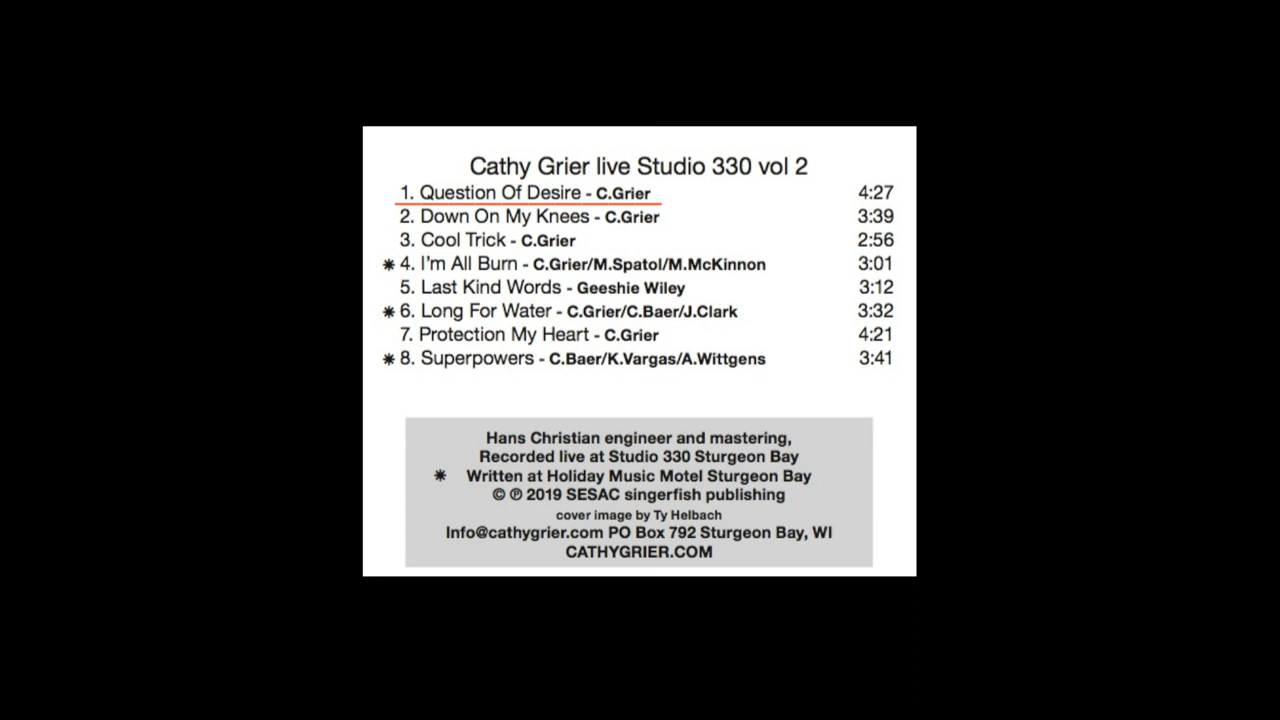 Cathy Grier live Studio 330 vol 2
1. Question Of Desire - C.Grier 4:27
2. Down On My Knees - C.Grier 3:39
3. Cool Trick - C.Grier 2:56
✷ 4. I'm All Burn - C.Grier/M.Spatol/M.McKinnon 3:01
5. Last Kind Words - Geeshie Wiley 3:12
✷ 6. Long For Water - C.Grier/C.Baer/J.Clark 3:32
7. Protection My Heart - C.Grier 4:21
✷ 8. Superpowers - C.Baer/K.Vargas/A.Wittgens 3:41
Hans Christian engineer and mastering,
Recorded live at Studio 330 Sturgeon Bay
✷ Written at Holiday Music Motel Sturgeon Bay
© ℗ 2019 SESAC singerfish publishing
cover image by Ty Helbach
Info@cathygrier.com PO Box 792 Sturgeon Bay, WI
CATHYGRIER.COM